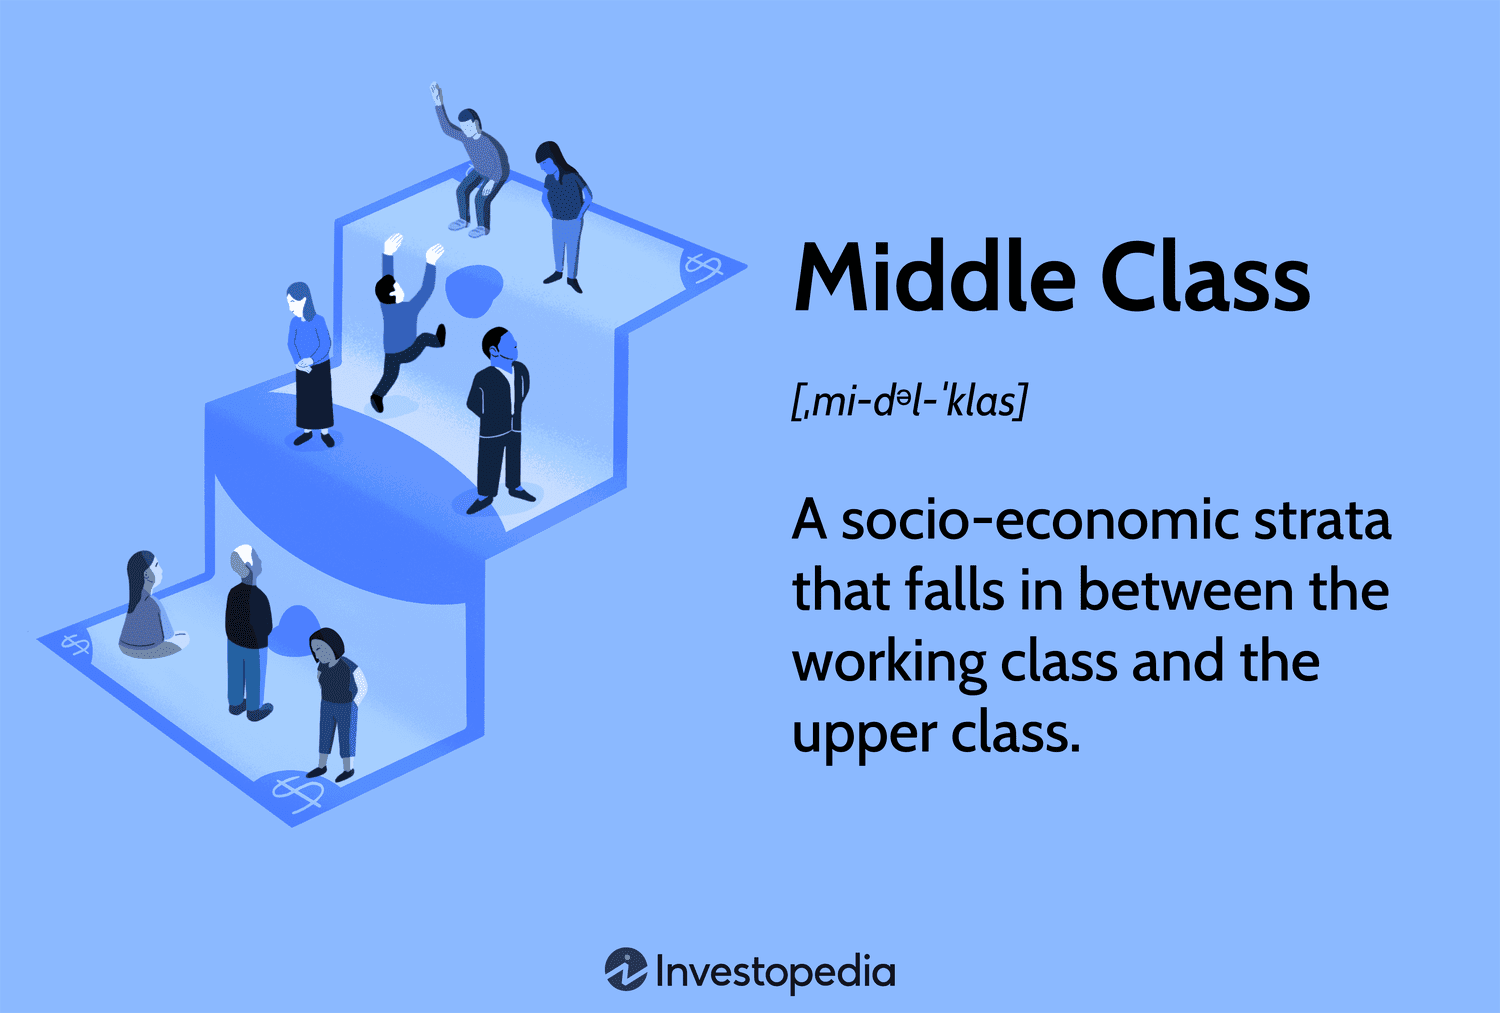 Middle Class
[ˌmi-dᵊl-ˈklas]
A socio-economic strata
that falls in between the
working class and the
upper class.
$
$
$
Investopedia